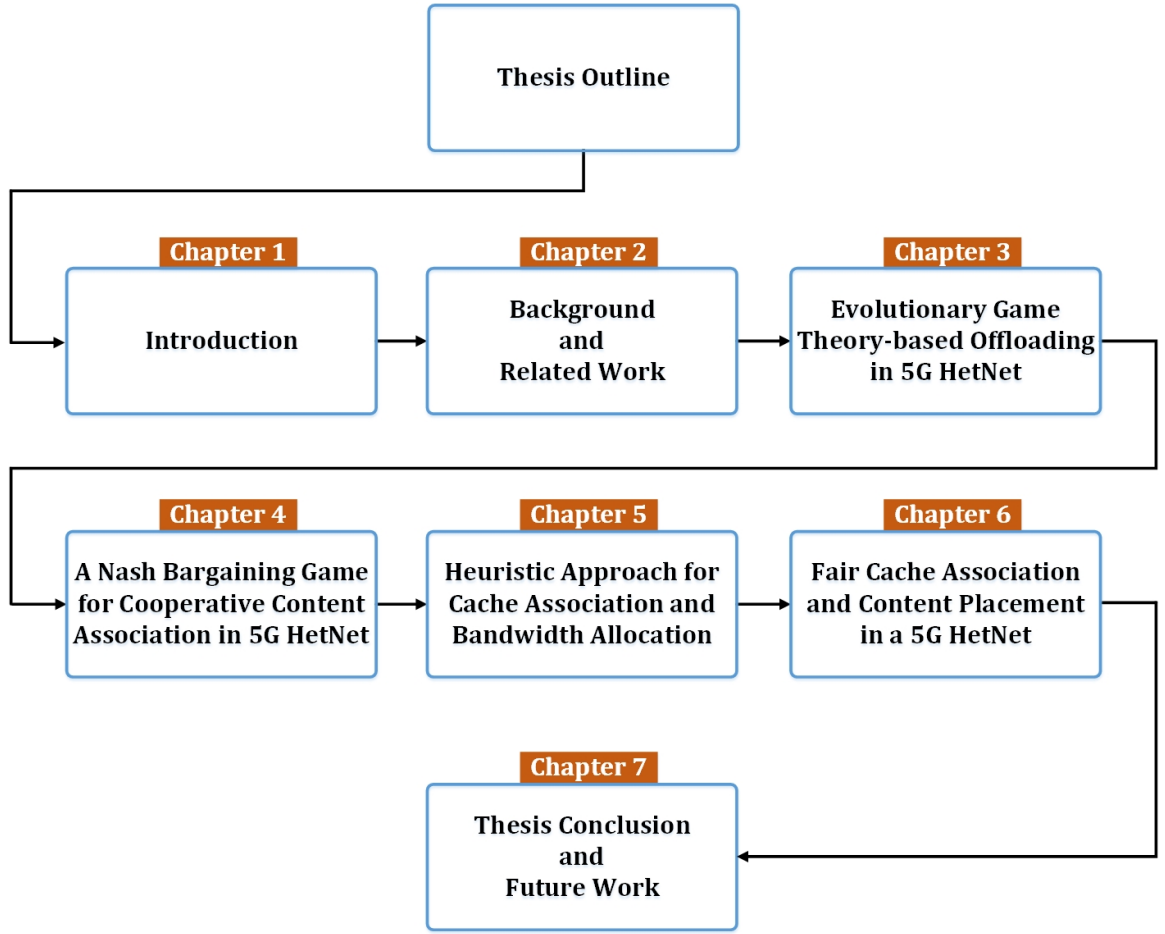 Thesis Outline
Chapter 1
Introduction
Chapter 2
Background
and
Related Work
Chapter 3
Evolutionary Game
Theory-based Offloading
in 5G HetNet
Chapter 4
A Nash Bargaining Game
for Cooperative Content
Association in 5G HetNet
Chapter 5
Heuristic Approach for
Cache Association and
Bandwidth Allocation
Chapter 6
Fair Cache Association
and Content Placement
in a 5G HetNet
Chapter 7
Thesis Conclusion
and
Future Work